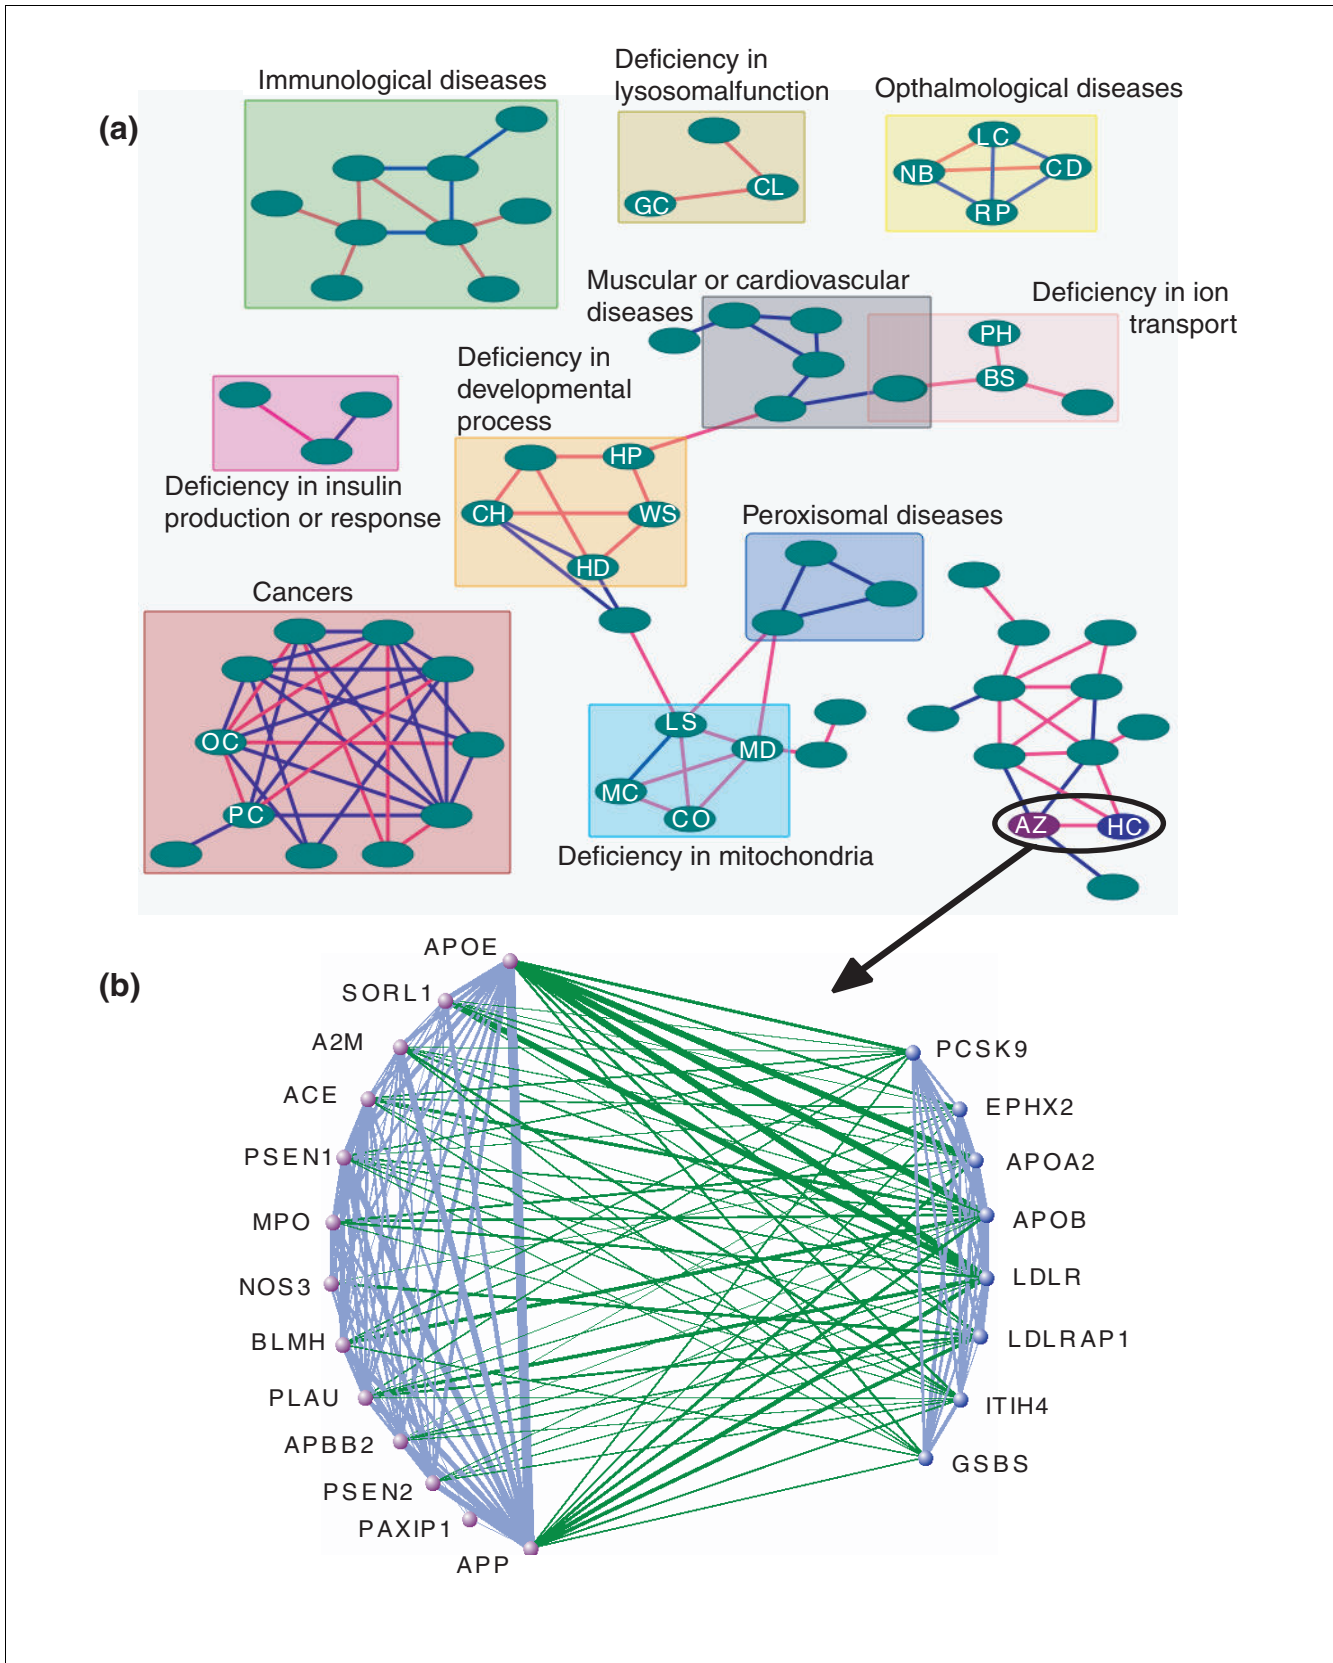 (a)
Immunological diseases
Deficiency in
lysosomalfunction
Opthalmological diseases
LC
NB
CD
RP
CL
GC
Muscular or cardiovascular
diseases
Deficiency in ion
transport
PH
BS
Deficiency in
developmental
process
HP
CH
WS
HD
Deficiency in insulin
production or response
Peroxisomal diseases
Cancers
OC
PC
LS
MD
MC
CO
Deficiency in mitochondria
AZ
HC
(b)
APOE
SORL1
A2M
ACE
PSEN1
MPO
NOS3
BLMH
PLAU
APBB2
PSEN2
PAXIP1
APP
PCSK9
EPHX2
APOA2
APOB
LDLR
LDLRAP1
ITIH4
GSBS